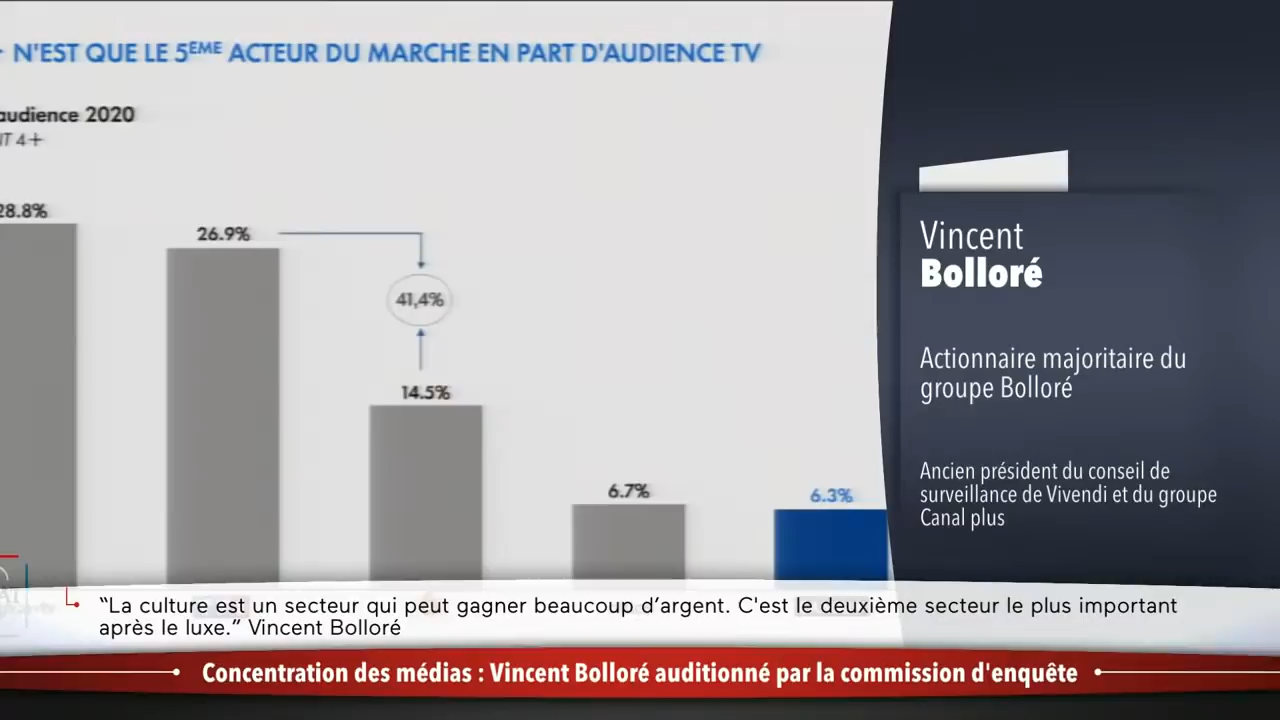 N'EST QUE LE 5ÈME ACTEUR DU MARCHE EN PART D'AUDIENCE TV
audience 2020
4+
28.8%
26.9%
41,4%
14.5%
6.7%
6.3%
Vincent
Bolloré
Actionnaire majoritaire du
groupe Bolloré
Ancien président du conseil de
surveillance de Vivendi et du groupe
Canal plus
“La culture est un secteur qui peut gagner beaucoup d’argent. C'est le deuxième secteur le plus important
après le luxe.” Vincent Bolloré
Concentration des médias : Vincent Bolloré auditionné par la commission d'enquête